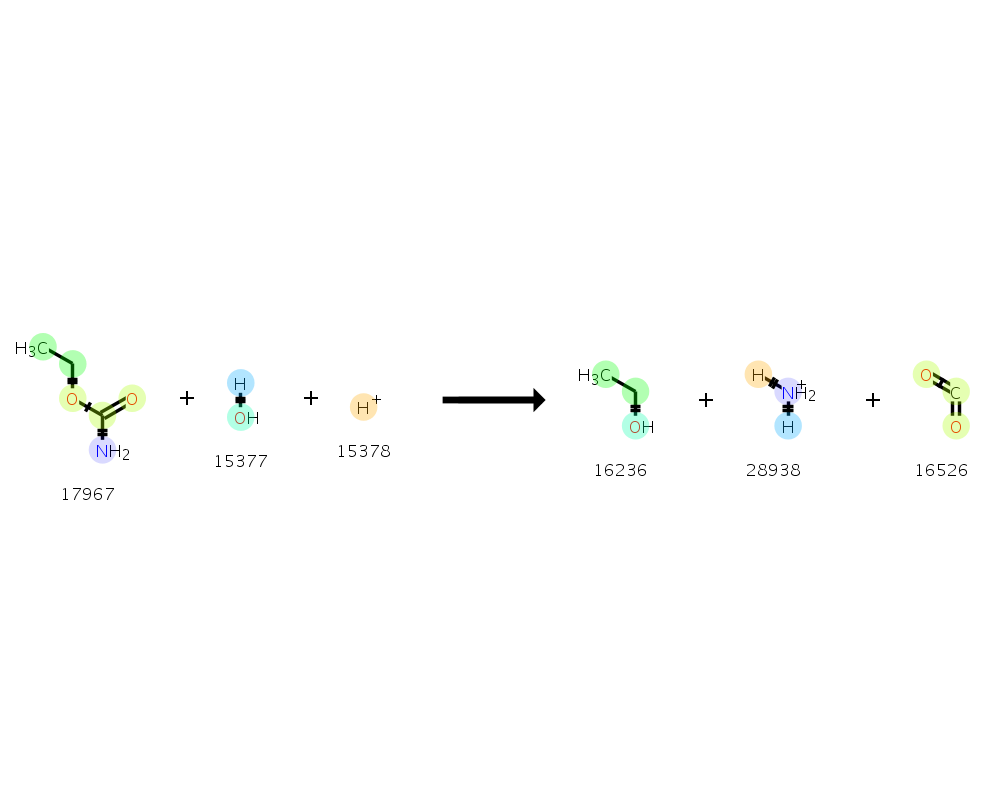 H3C O O NH2 17967
+
H OH 15377
+
H+ 15378
H3C OH 16236
+
H NH2+ H 28938
+
O C O 16526